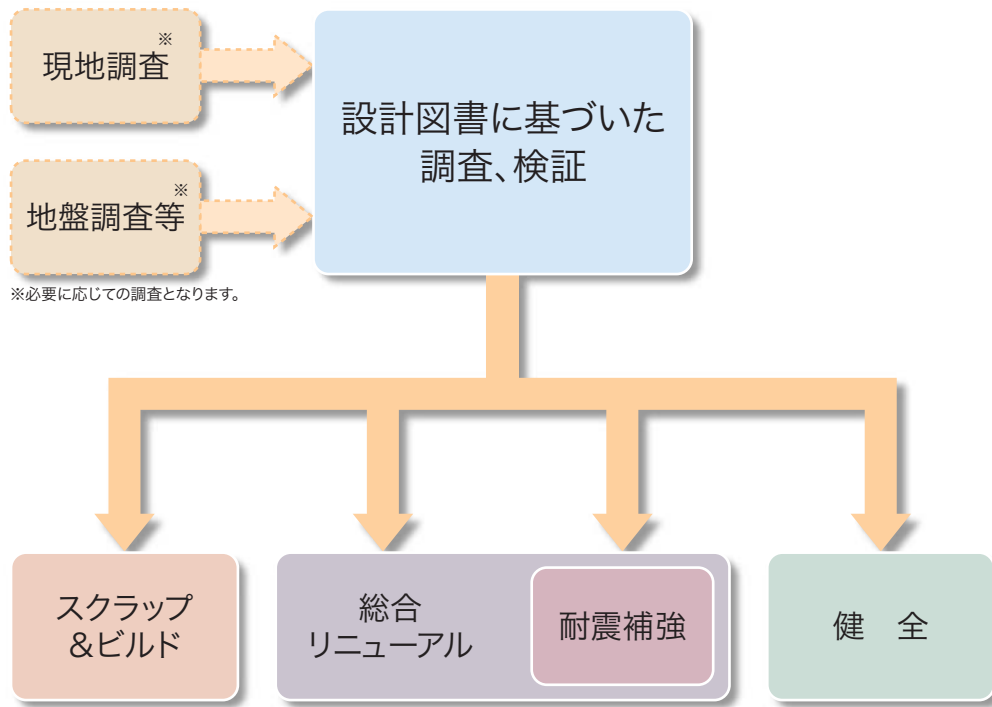 現地調査※
設計図書に基づいた
調査、検証
地盤調査等※
※必要に応じての調査となります。
スクラップ
&ビルド
総合
リニューアル
耐震補強
健　全